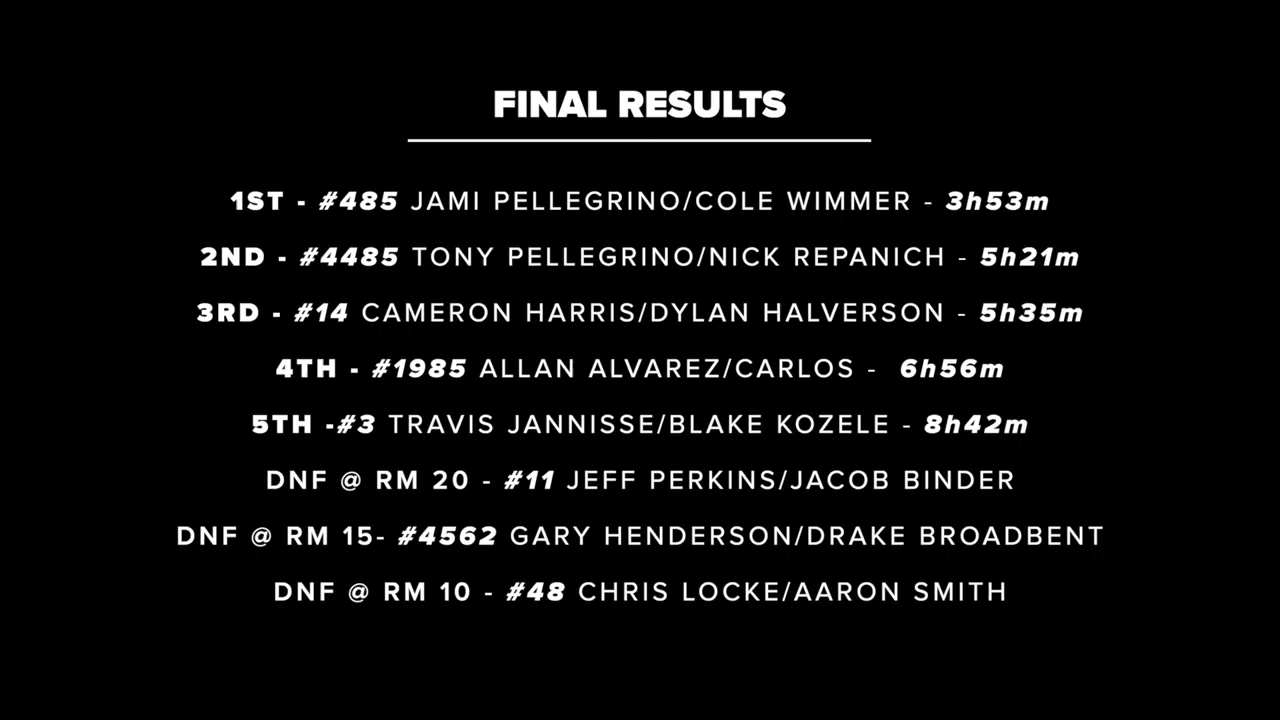 FINAL RESULTS
1ST - #485 JAMI PELLEGRINO/COLE WIMMER - 3h53m
2ND - #4485 TONY PELLEGRINO/NICK REPANICH - 5h21m
3RD - #14 CAMERON HARRIS/DYLAN HALVERSON - 5h35m
4TH - #1985 ALLAN ALVAREZ/CARLOS - 6h56m
5TH -#3 TRAVIS JANNISSE/BLAKE KOZELE - 8h42m
DNF @ RM 20 - #11 JEFF PERKINS/JACOB BINDER
DNF @ RM 15- #4562 GARY HENDERSON/DRAKE BROADBENT
DNF @ RM 10 - #48 CHRIS LOCKE/AARON SMITH